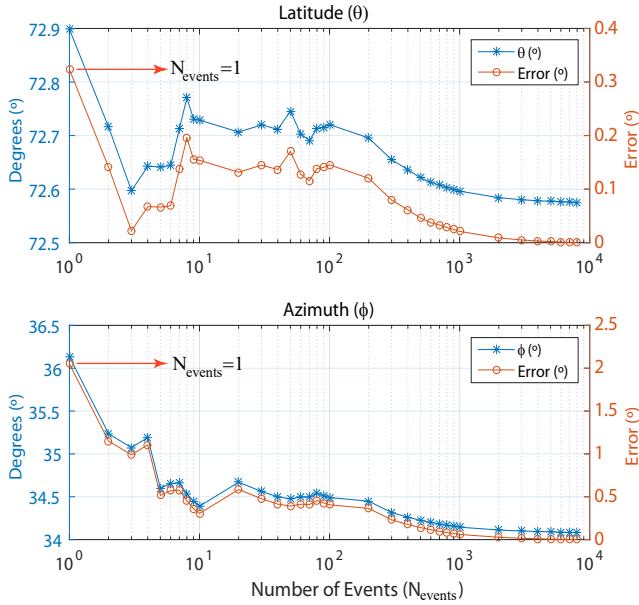 Latitude (θ)
72.9
72.8
72.7
72.6
72.5
Degrees (º)
0.4
0.3
0.2
0.1
0
Error (º)
N_events=1
θ (º)
Error (º)
10^0
10^1
10^2
10^3
10^4
Azimuth (ϕ)
36.5
36
35.5
35
34.5
34
Degrees (º)
2.5
2
1.5
1
0.5
0
Error (º)
N_events=1
ϕ (º)
Error (º)
10^0
10^1
10^2
10^3
10^4
Number of Events (N_events)